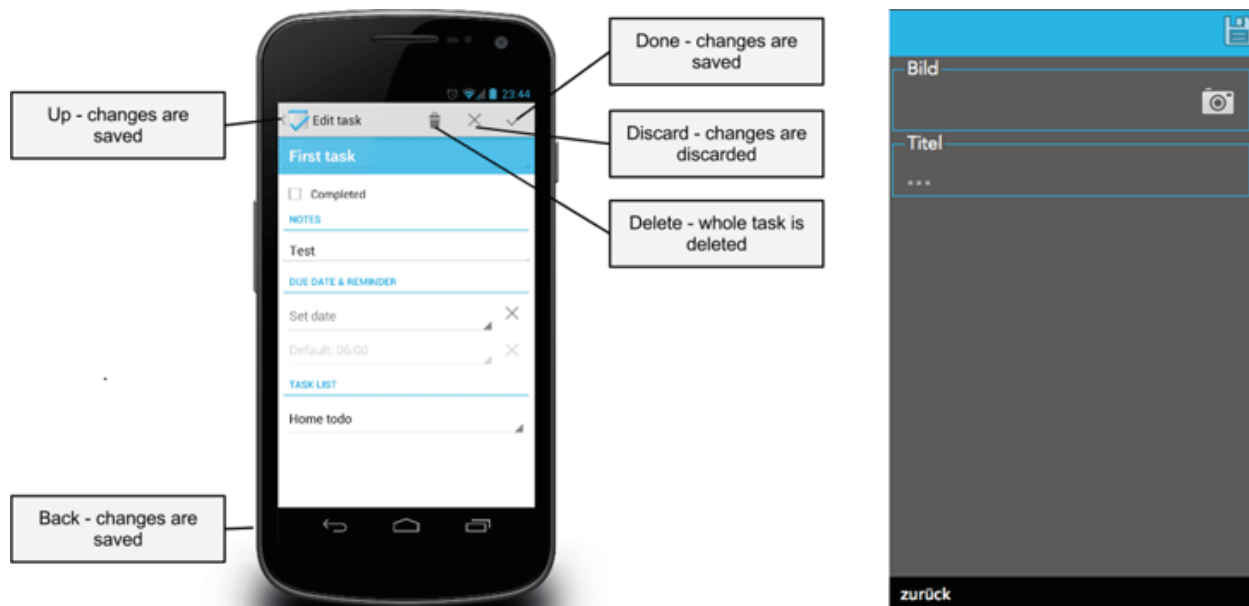 Up - changes are
saved
Back - changes are
saved
23:44
Edit task
First task
Completed
NOTES
Test
DUE DATE & REMINDER
Set date
Default: 06:00
TASK LIST
Home todo
Done - changes are
saved
Discard - changes are
discarded
Delete - whole task is
deleted
Bild
Titel
...
zurück